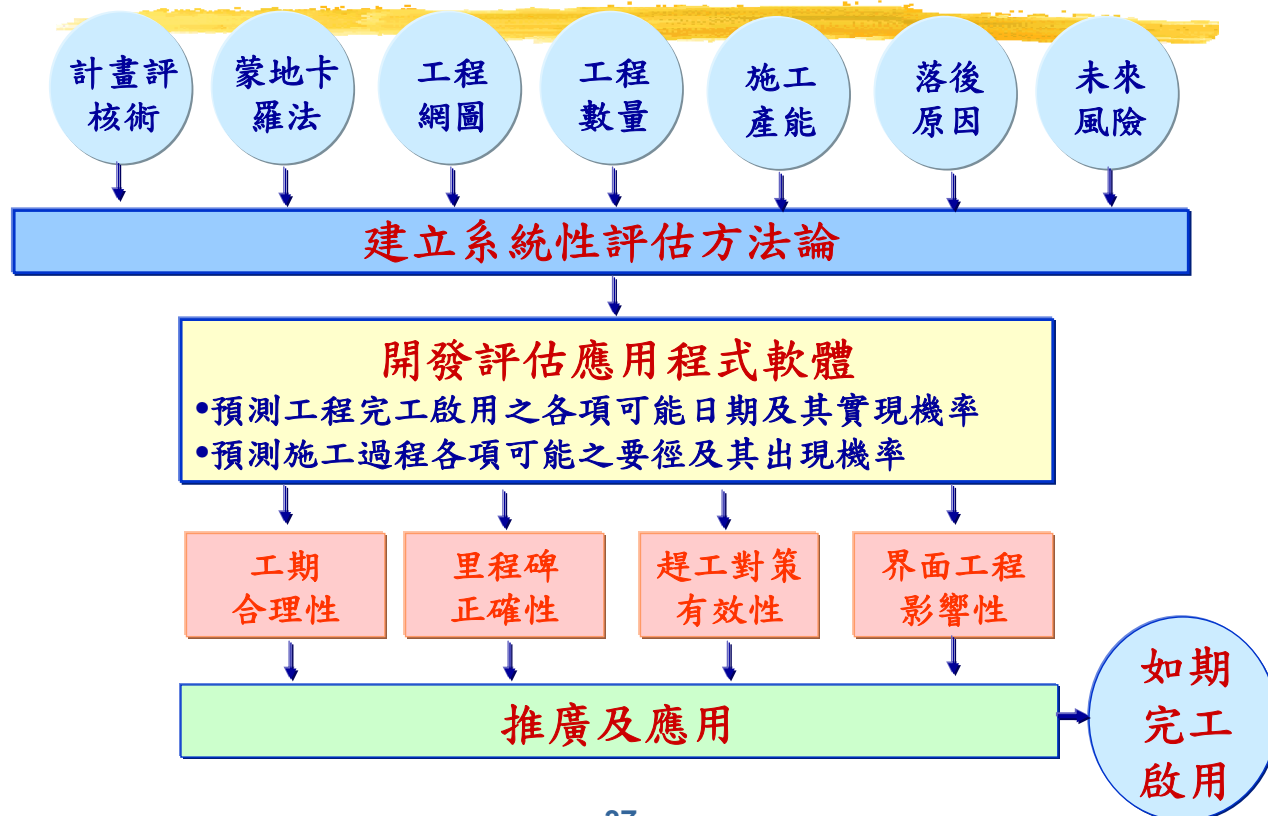 計畫評
核術
蒙地卡
羅法
工程
網圖
工程
數量
施工
產能
落後
原因
未來
風險
建立系統性評估方法論
開發評估應用程式軟體
•預測工程完工啟用之各項可能日期及其實現機率
•預測施工過程各項可能之要徑及其出現機率
工期
合理性
里程碑
正確性
趕工對策
有效性
界面工程
影響性
推廣及應用
如期
完工
啟用